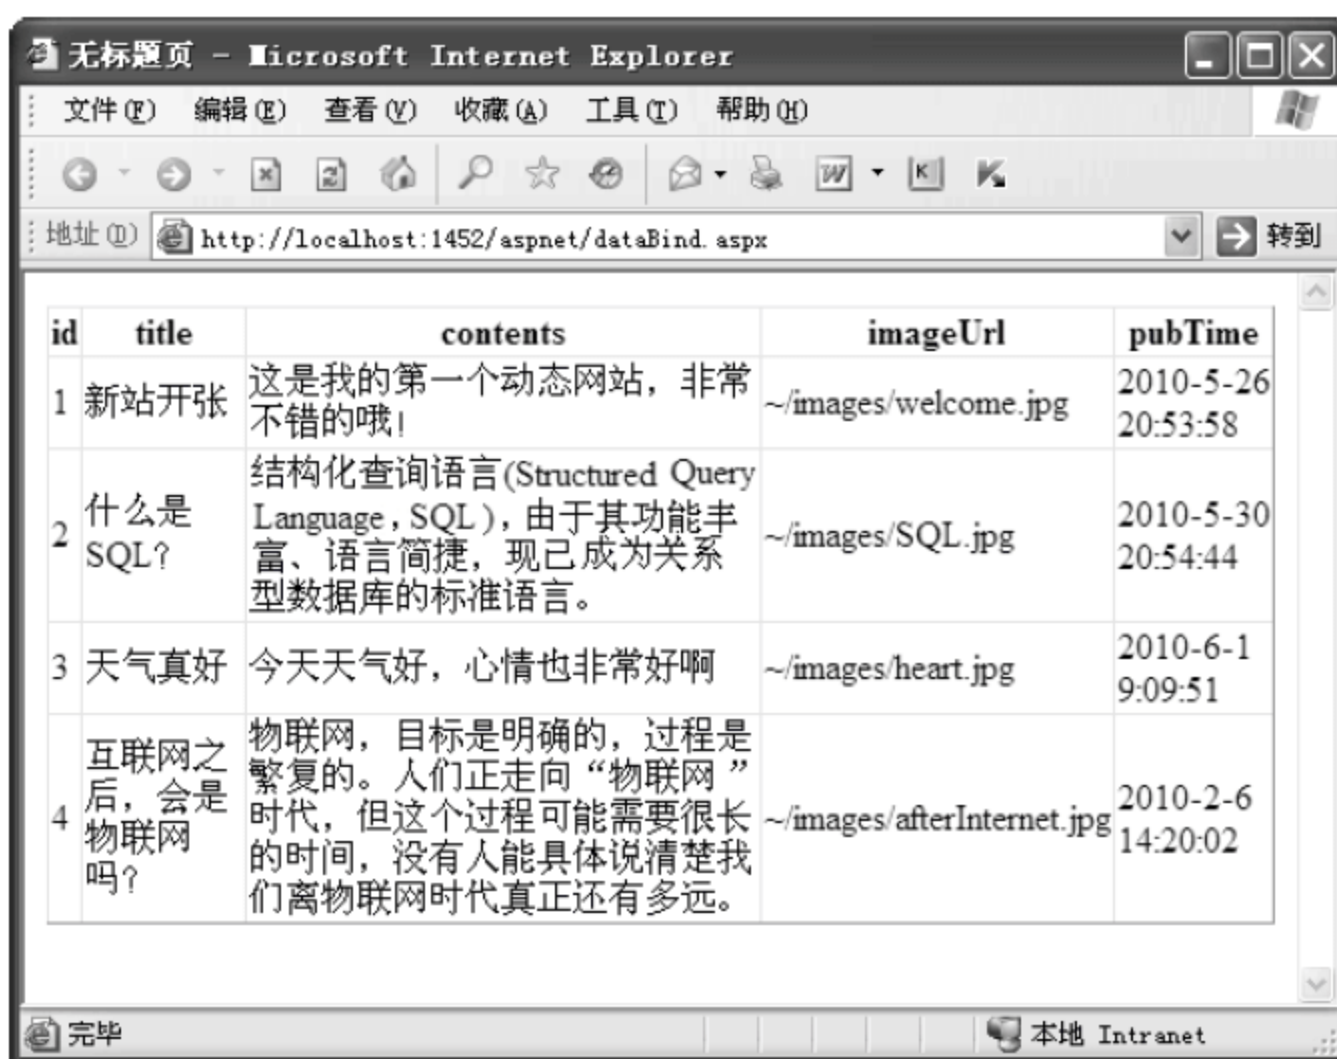 无标题页 - Microsoft Internet Explorer
文件(F) 编辑(E) 查看(V) 收藏(A) 工具(T) 帮助(H)
地址(D) http://localhost:1452/aspnet/dataBind.aspx 转到
id title contents imageUrl pubTime
1 新站开张 这是我的第一个动态网站，非常
不错的哦！
~/images/welcome.jpg 2010-5-26
20:53:58
2 什么是
SQL？
结构化查询语言(Structured Query
Language , SQL )，由于其功能丰
富、语言简捷，现已成为关系
型数据库的标准语言。
~/images/SQL.jpg 2010-5-30
20:54:44
3 天气真好 今天天气好，心情也非常好啊 ~/images/heart.jpg 2010-6-1
9:09:51
4 互联网之
后，会是
物联网
吗？
物联网，目标是明确的，过程是
繁复的。人们正走向“物联网 ”
时代，但这个过程可能需要很长
的时间，没有人能具体说清楚我
们离物联网时代真正还有多远。
~/images/afterInternet.jpg 2010-2-6
14:20:02
完毕 本地 Intranet